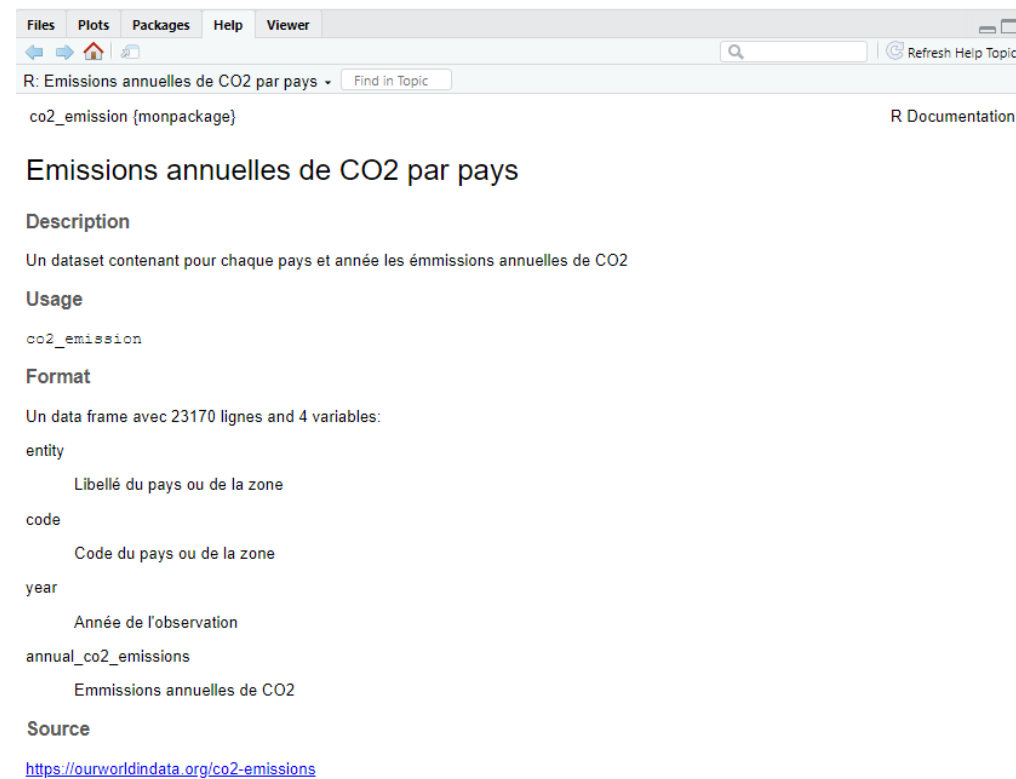 Files Plots Packages Help Viewer
Refresh Help Topic
R: Emissions annuelles de CO2 par pays Find in Topic
co2_emission {monpackage} R Documentation
Emissions annuelles de CO2 par pays
Description
Un dataset contenant pour chaque pays et année les émmissions annuelles de CO2
Usage
co2_emission
Format
Un data frame avec 23170 lignes and 4 variables:
entity
Libellé du pays ou de la zone
code
Code du pays ou de la zone
year
Année de l'observation
annual_co2_emissions
Emmissions annuelles de CO2
Source
https://ourworldindata.org/co2-emissions